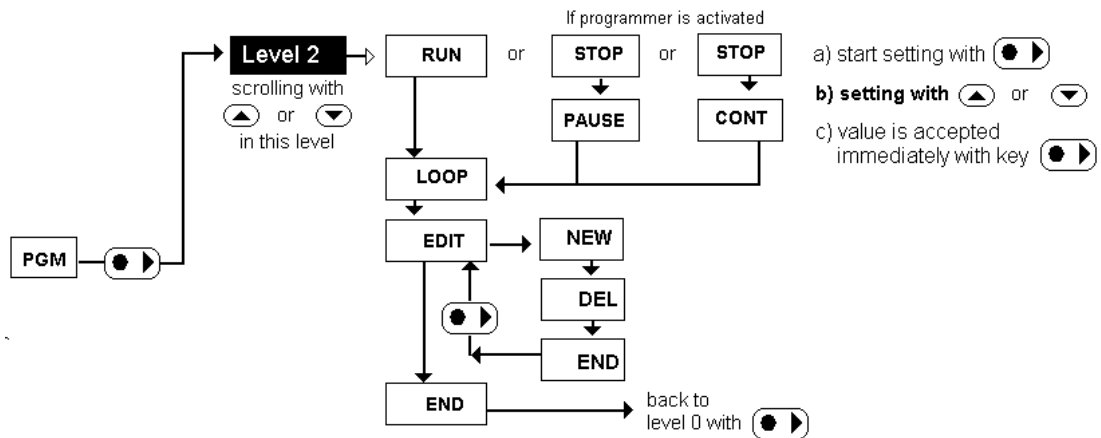 If programmer is activated
Level 2
RUN
or
STOP
or
STOP
a) start setting with
scrolling with
or
in this level
b) setting with
or
PAUSE
CONT
c) value is accepted
immediately with key
LOOP
EDIT
NEW
PGM
DEL
END
END
back to
level 0 with